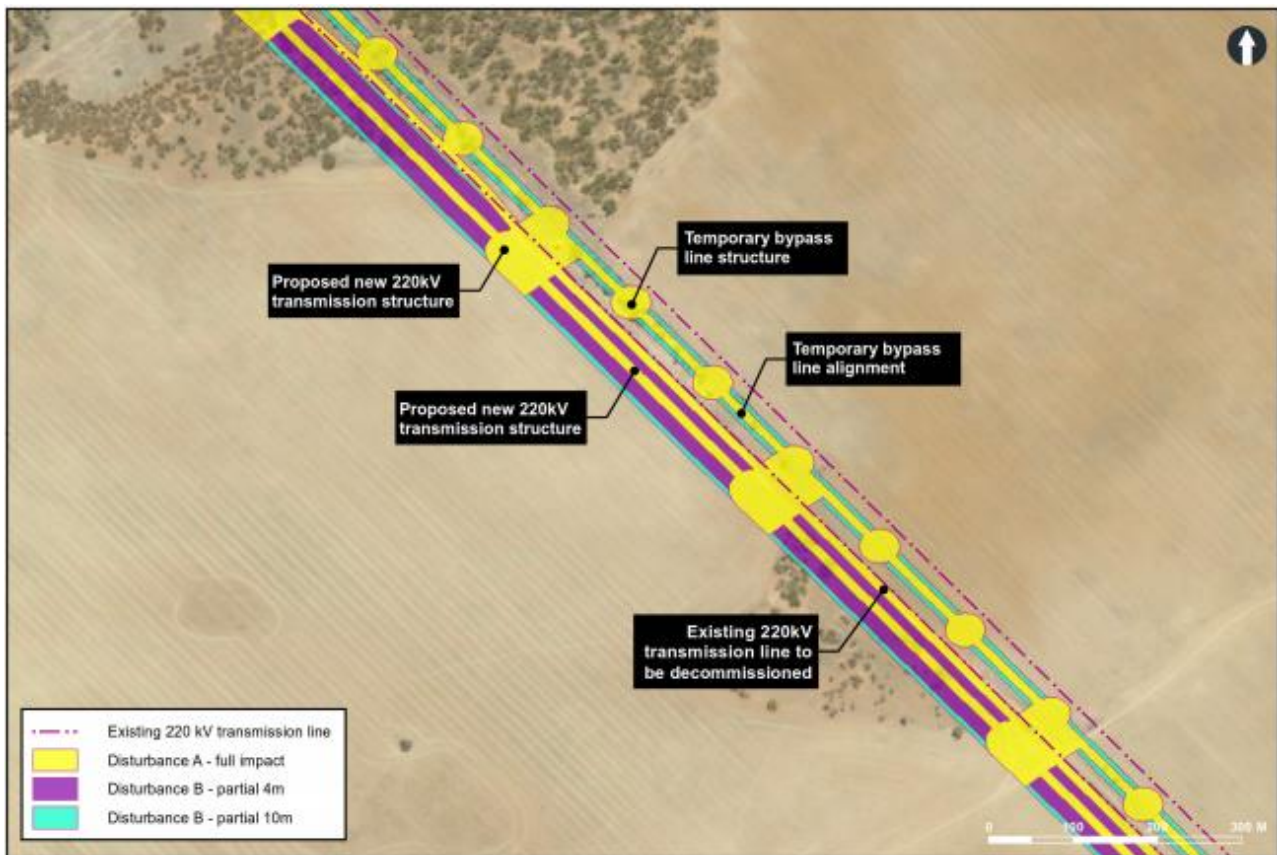 Temporary bypass
line structure
Proposed new 220kV
transmission structure
Temporary bypass
line alignment
Proposed new 220kV
transmission structure
Existing 220kV
transmission line to
be decommissioned
Existing 220 kV transmission line
Disturbance A - full impact
Disturbance B - partial 4m
Disturbance B - partial 10m
0 100 200 300 M